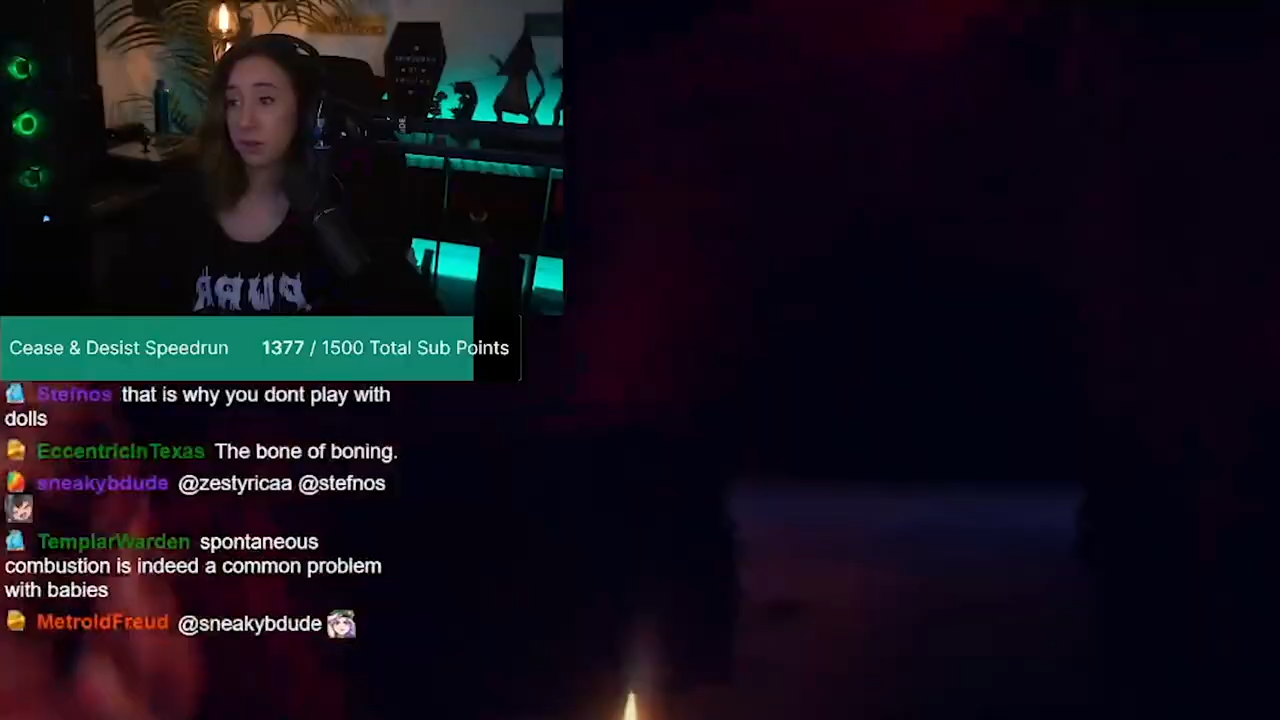 Cease & Desist Speedrun 1377 / 1500 Total Sub Points
Stefnos that is why you dont play with
dolls
EccentricInTexas The bone of boning.
sneakybdude @zestyricaa @stefnos
TemplarWarden spontaneous
combustion is indeed a common problem
with babies
MetroidFreud @sneakybdude